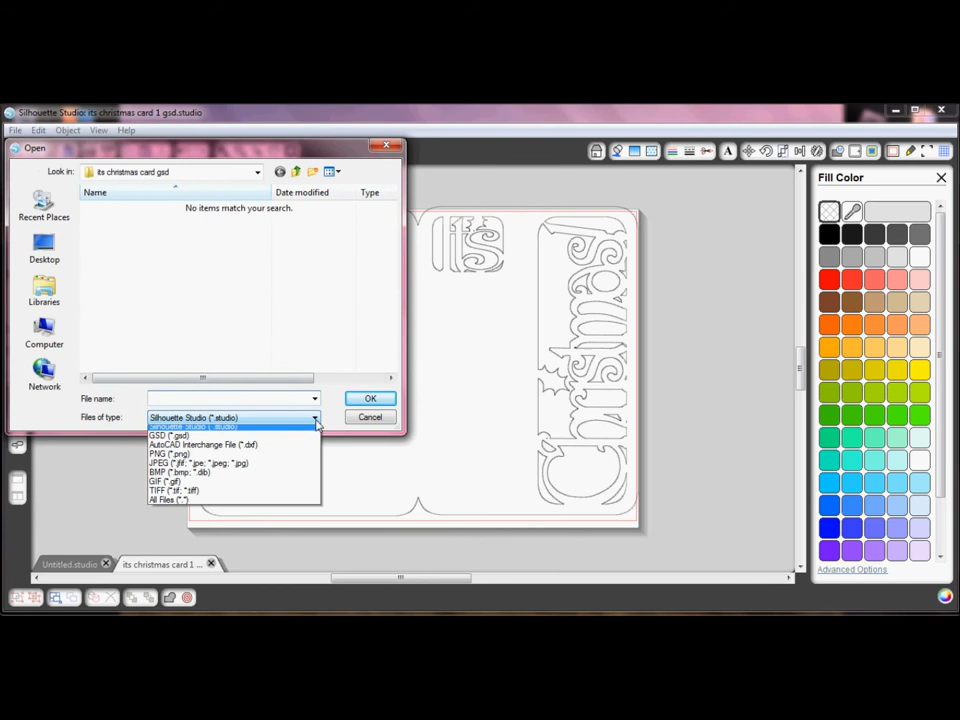 Silhouette Studio: its christmas card 1 gsd.studio
File Edit Object View Help
Open
Look in: its christmas card gsd
Name Date modified Type
No items match your search.
Recent Places
Desktop
Libraries
Computer
Network
File name: OK
Files of type: Silhouette Studio (*.studio) Cancel
Silhouette Studio (*.studio)
GSD (*.gsd)
AutoCAD Interchange File (*.dxf)
PNG (*.png)
JPEG (*.jfif; *.jpe; *.jpeg; *.jpg)
BMP (*.bmp; *.dib)
GIF (*.gif)
TIFF (*.tif; *.tiff)
All Files (*.*)
its
Christmas!
Fill Color
Advanced Options
Untitled.studio
its christmas card 1 ...